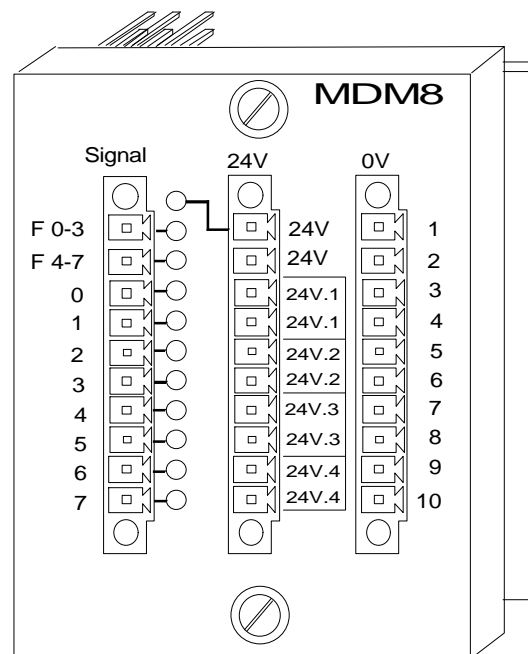 MDM8
Signal 24V 0V
F 0-3 24V 1
F 4-7 24V 2
0 24V.1 3
1 24V.1 4
2 24V.2 5
3 24V.2 6
4 24V.3 7
5 24V.3 8
6 24V.4 9
7 24V.4 10